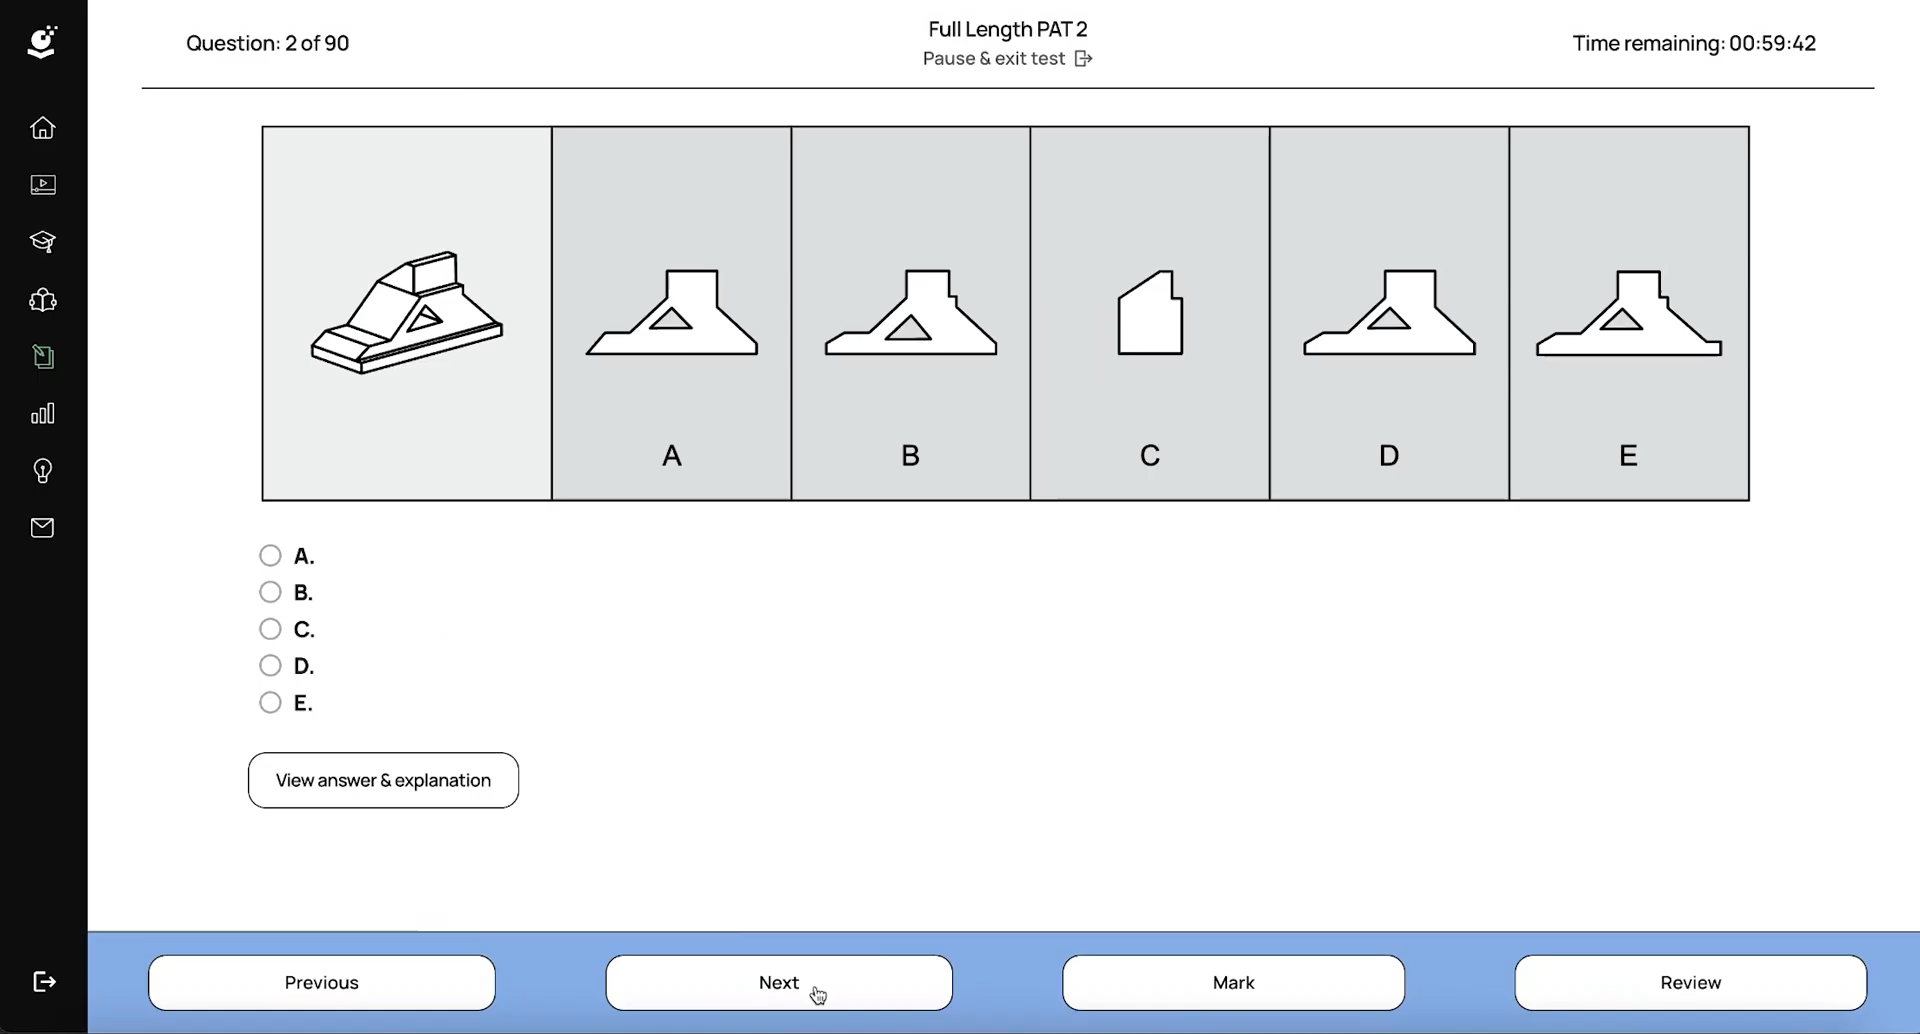 Question: 2 of 90
Full Length PAT 2
Pause & exit test
Time remaining: 00:59:42
A
B
C
D
E
A.
B.
C.
D.
E.
View answer & explanation
Previous
Next
Mark
Review